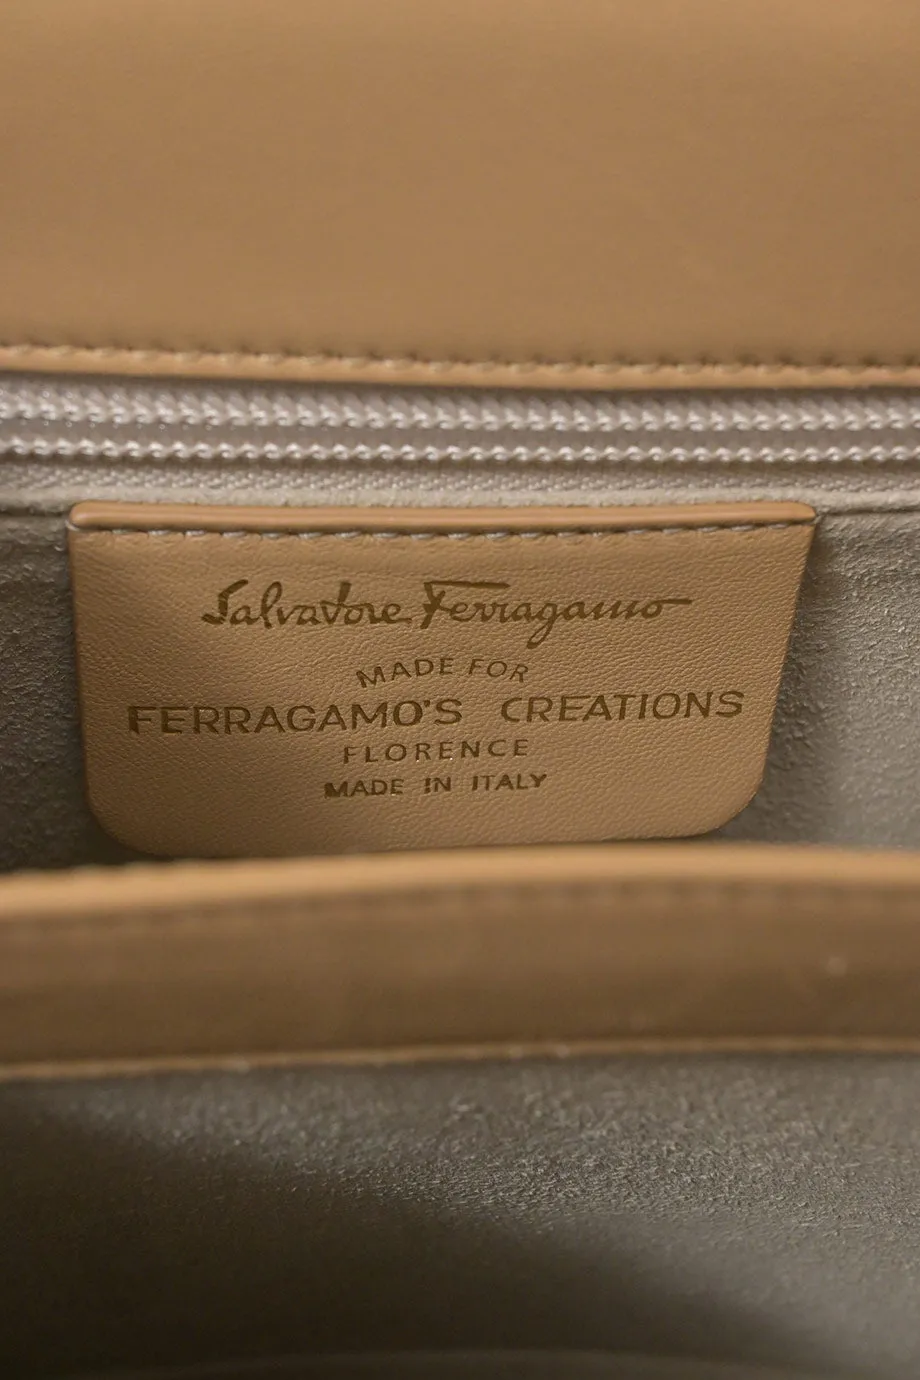 Salvatore Ferragamo
MADE FOR
FERRAGAMO'S CREATIONS
FLORENCE
MADE IN ITALY